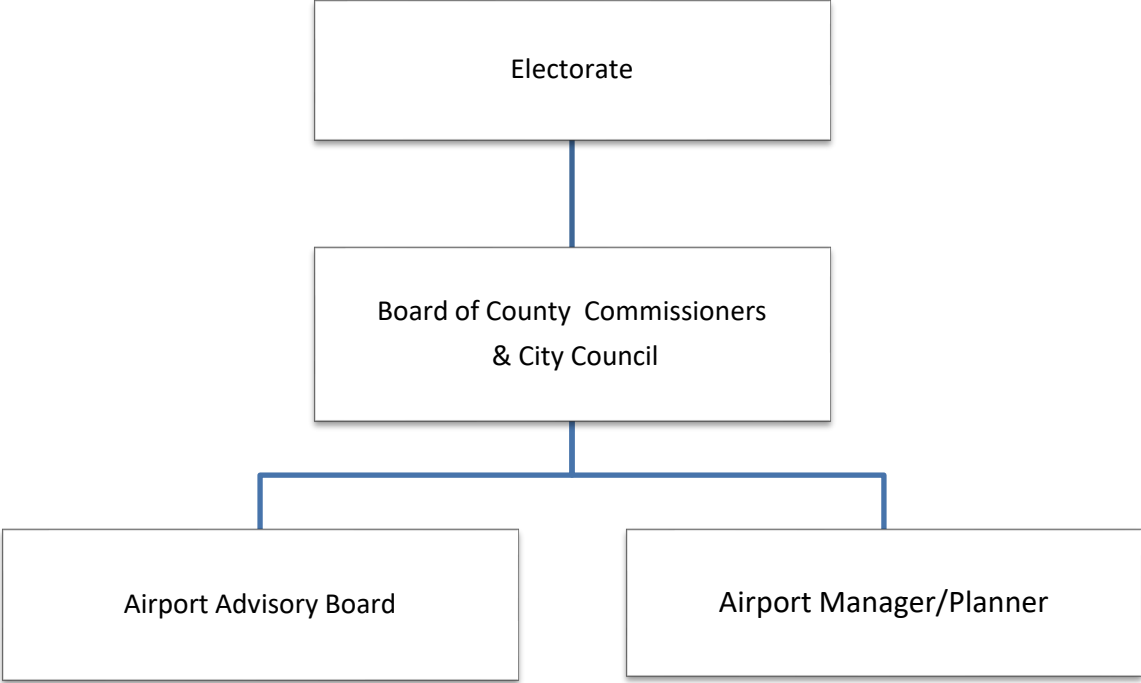 Electorate
Board of County  Commissioners
& City Council
Airport Advisory Board
Airport Manager/Planner